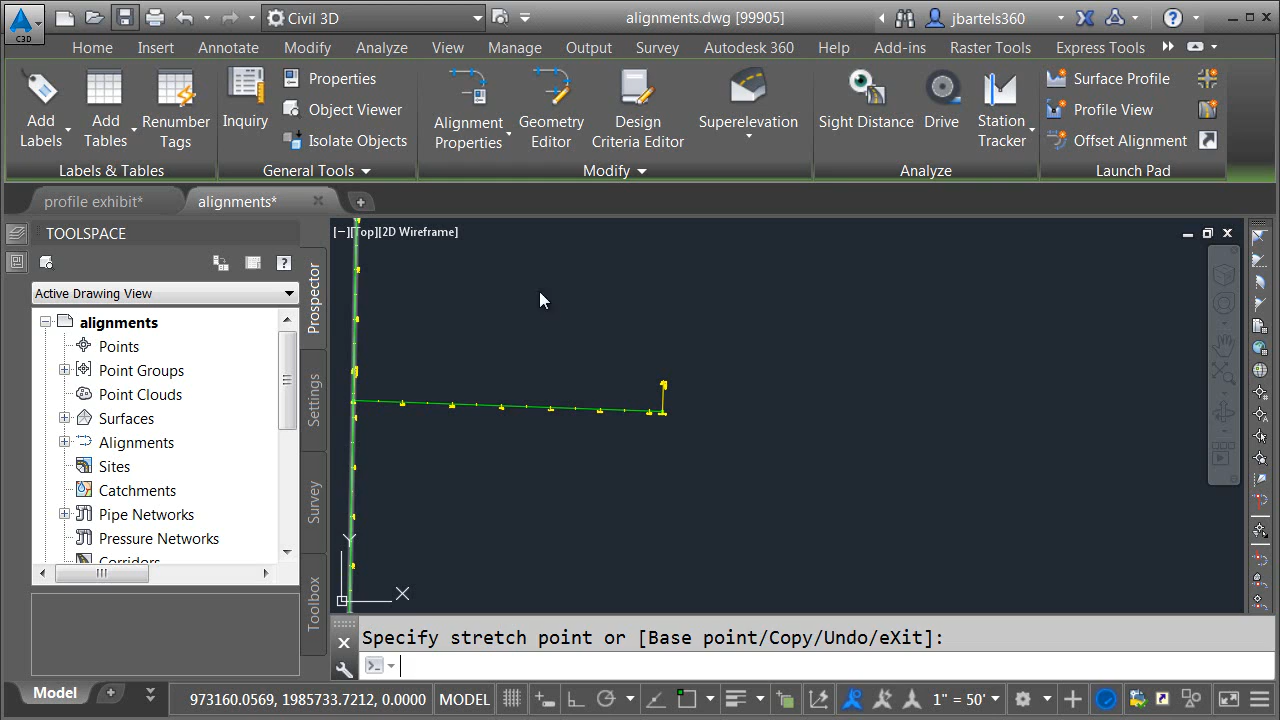 Civil 3D
alignments.dwg [99905]
jbartels360
C3D
Home Insert Annotate Modify Analyze View Manage Output Survey Autodesk 360 Help Add-ins Raster Tools Express Tools
Add Labels
Add Tables
Renumber Tags
Labels & Tables
Inquiry
Properties
Object Viewer
Isolate Objects
General Tools
Alignment Properties
Geometry Editor
Design Criteria Editor
Superelevation
Modify
Sight Distance
Drive
Station Tracker
Analyze
Surface Profile
Profile View
Offset Alignment
Launch Pad
profile exhibit*
alignments*
TOOLSPACE
Active Drawing View
alignments
Points
Point Groups
Point Clouds
Surfaces
Alignments
Sites
Catchments
Pipe Networks
Pressure Networks
Corridors
Prospector
Settings
Survey
Toolbox
[−][Top][2D Wireframe]
Y
X
Specify stretch point or [Base point/Copy/Undo/eXit]:
Model
973160.0569, 1985733.7212, 0.0000 MODEL
1" = 50'